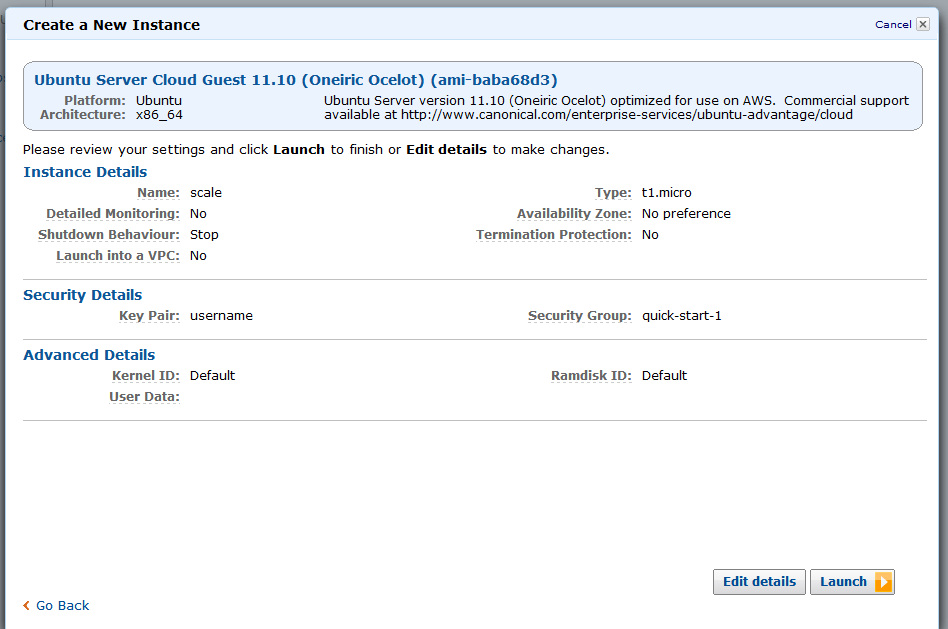 Create a New Instance
Cancel
Ubuntu Server Cloud Guest 11.10 (Oneiric Ocelot) (ami-baba68d3)
Platform: Ubuntu
Architecture: x86_64
Ubuntu Server version 11.10 (Oneiric Ocelot) optimized for use on AWS. Commercial support
available at http://www.canonical.com/enterprise-services/ubuntu-advantage/cloud
Please review your settings and click Launch to finish or Edit details to make changes.
Instance Details
Name: scale
Type: t1.micro
Detailed Monitoring: No
Availability Zone: No preference
Shutdown Behaviour: Stop
Termination Protection: No
Launch into a VPC: No
Security Details
Key Pair: username
Security Group: quick-start-1
Advanced Details
Kernel ID: Default
Ramdisk ID: Default
User Data:
Edit details
Launch
Go Back